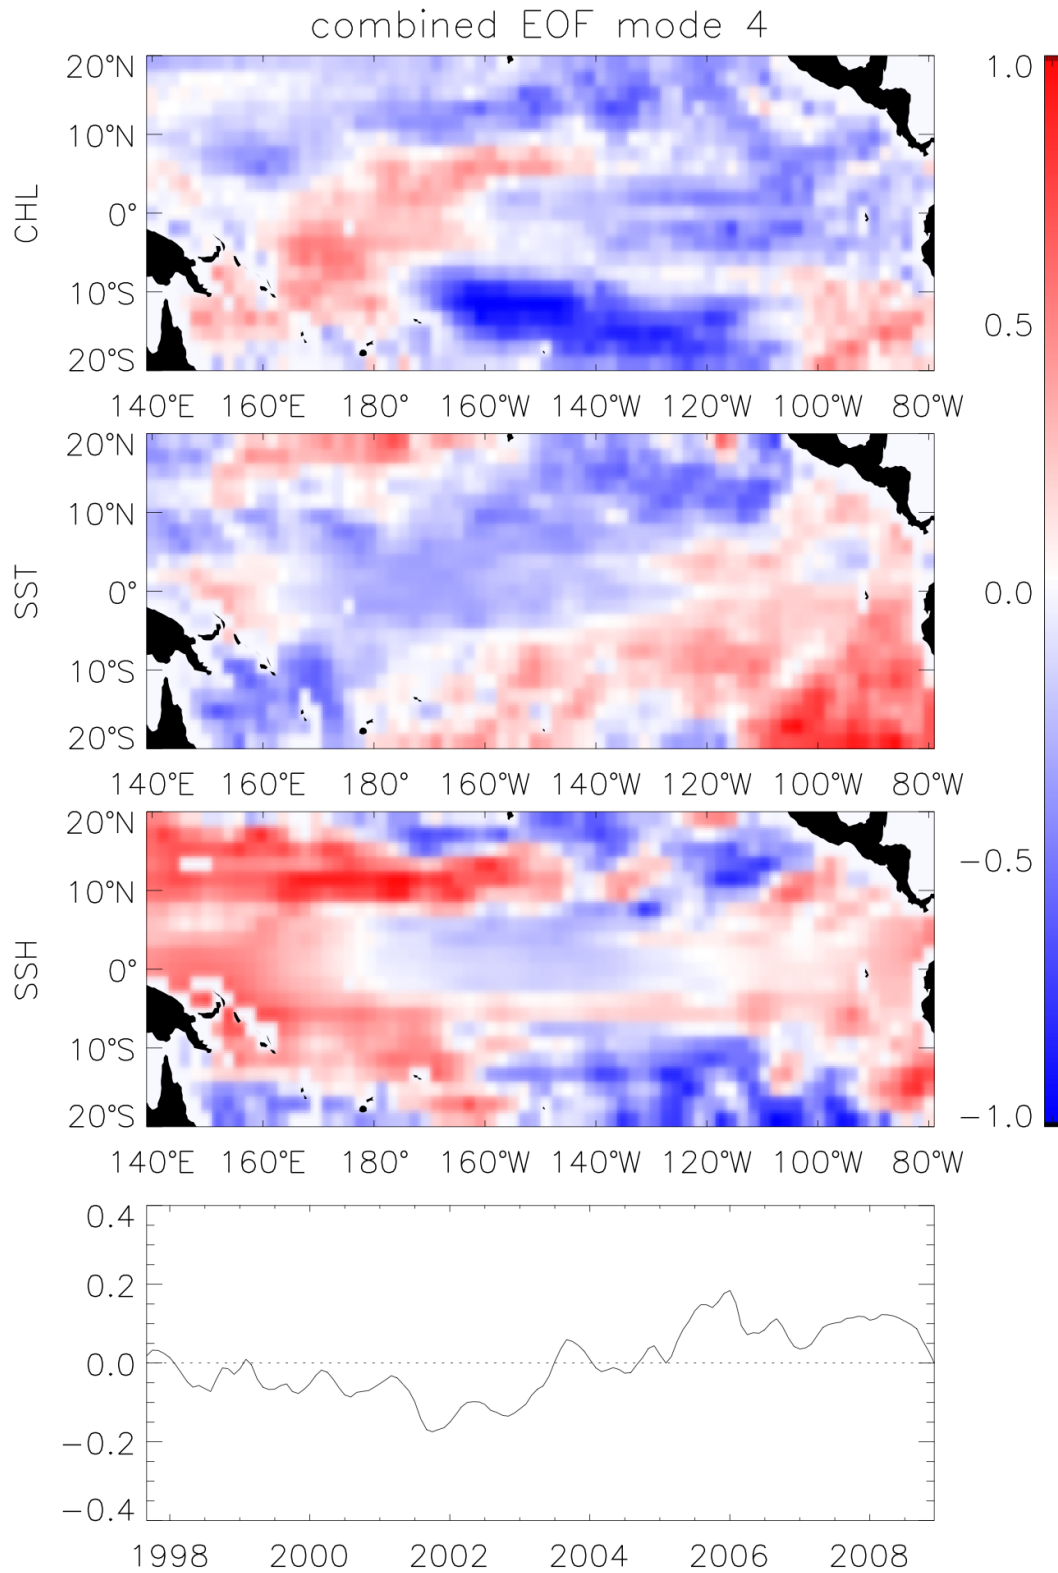 combined EOF mode 4
20°N
10°N
0°
10°S
20°S
CHL
140°E 160°E 180° 160°W 140°W 120°W 100°W 80°W
20°N
10°N
0°
10°S
20°S
SST
140°E 160°E 180° 160°W 140°W 120°W 100°W 80°W
20°N
10°N
0°
10°S
20°S
SSH
140°E 160°E 180° 160°W 140°W 120°W 100°W 80°W
1.0
0.5
0.0
−0.5
−1.0
0.4
0.2
0.0
−0.2
−0.4
1998 2000 2002 2004 2006 2008